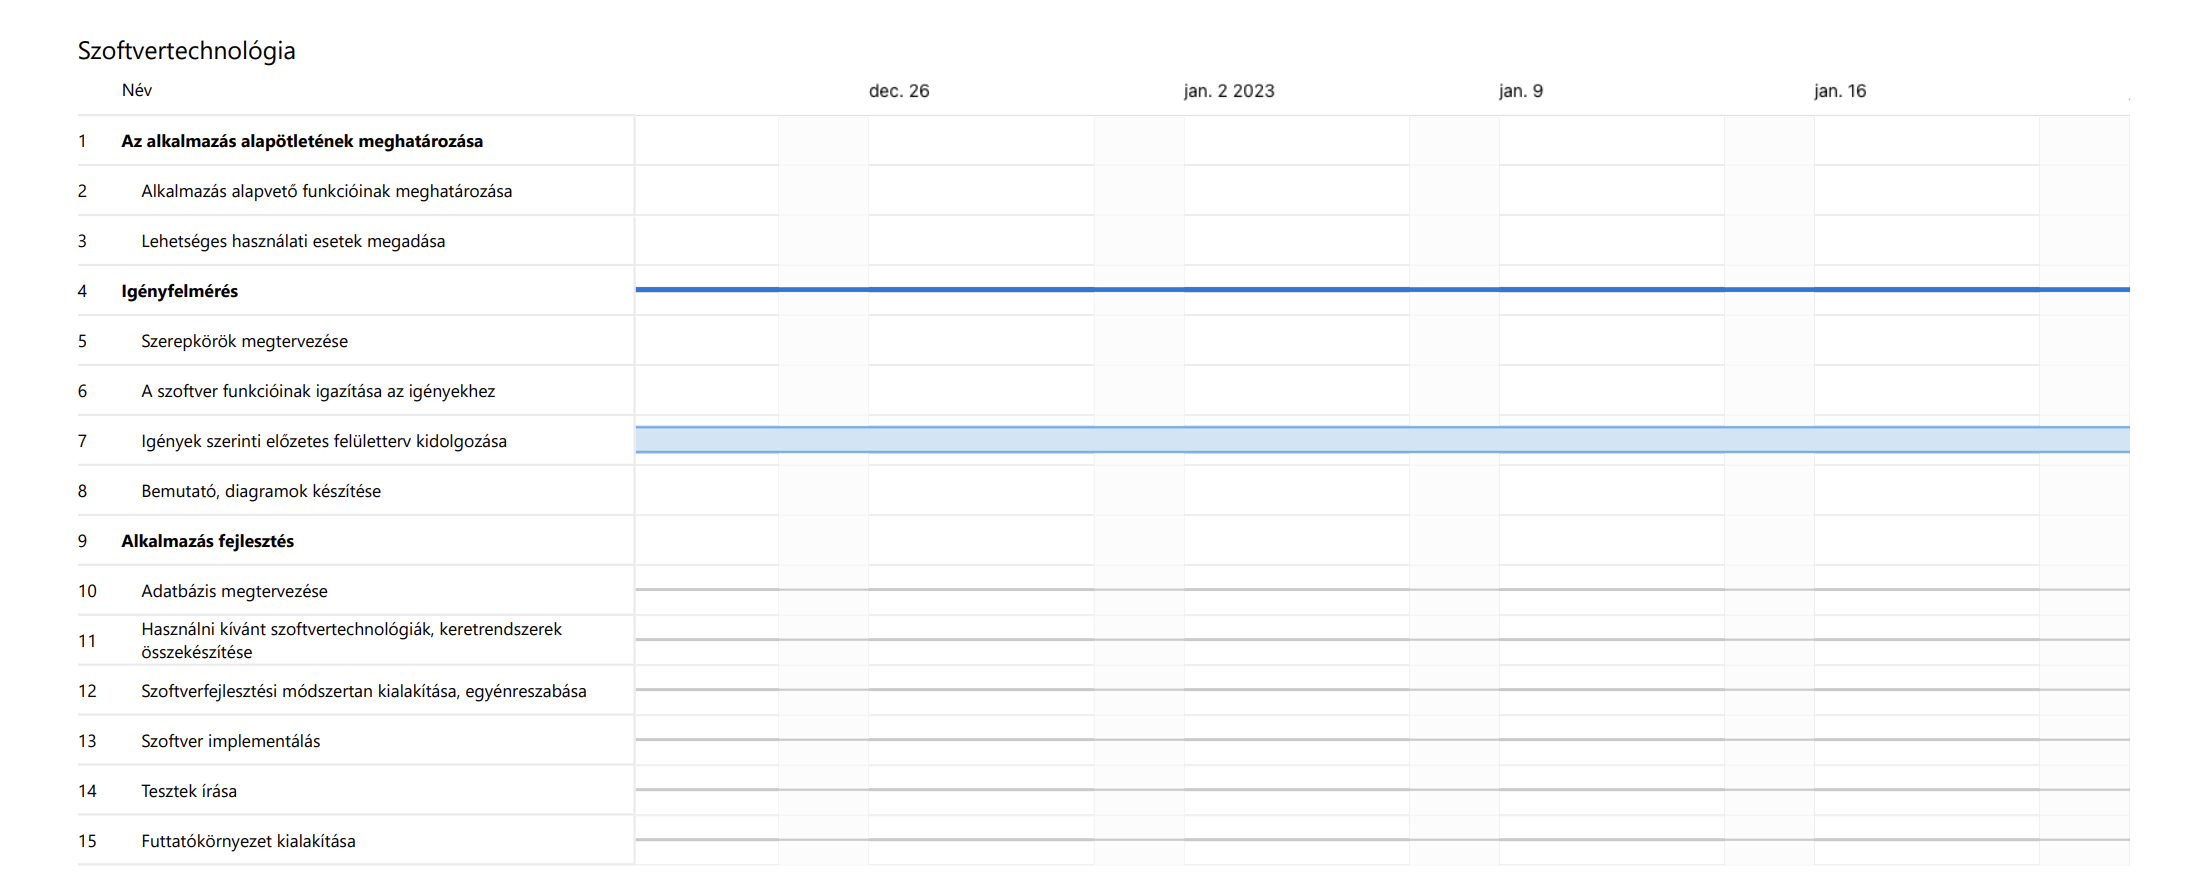 Szoftvertechnológia
Név dec. 26 jan. 2 2023 jan. 9 jan. 16
1 Az alkalmazás alapötletének meghatározása
2 Alkalmazás alapvető funkcióinak meghatározása
3 Lehetséges használati esetek megadása
4 Igényfelmérés
5 Szerepkörök megtervezése
6 A szoftver funkcióinak igazítása az igényekhez
7 Igények szerinti előzetes felületterv kidolgozása
8 Bemutató, diagramok készítése
9 Alkalmazás fejlesztés
10 Adatbázis megtervezése
11 Használni kívánt szoftvertechnológiák, keretrendszerek
összekészítése
12 Szoftverfejlesztési módszertan kialakítása, egyénreszabása
13 Szoftver implementálás
14 Tesztek írása
15 Futtatókörnyezet kialakítása